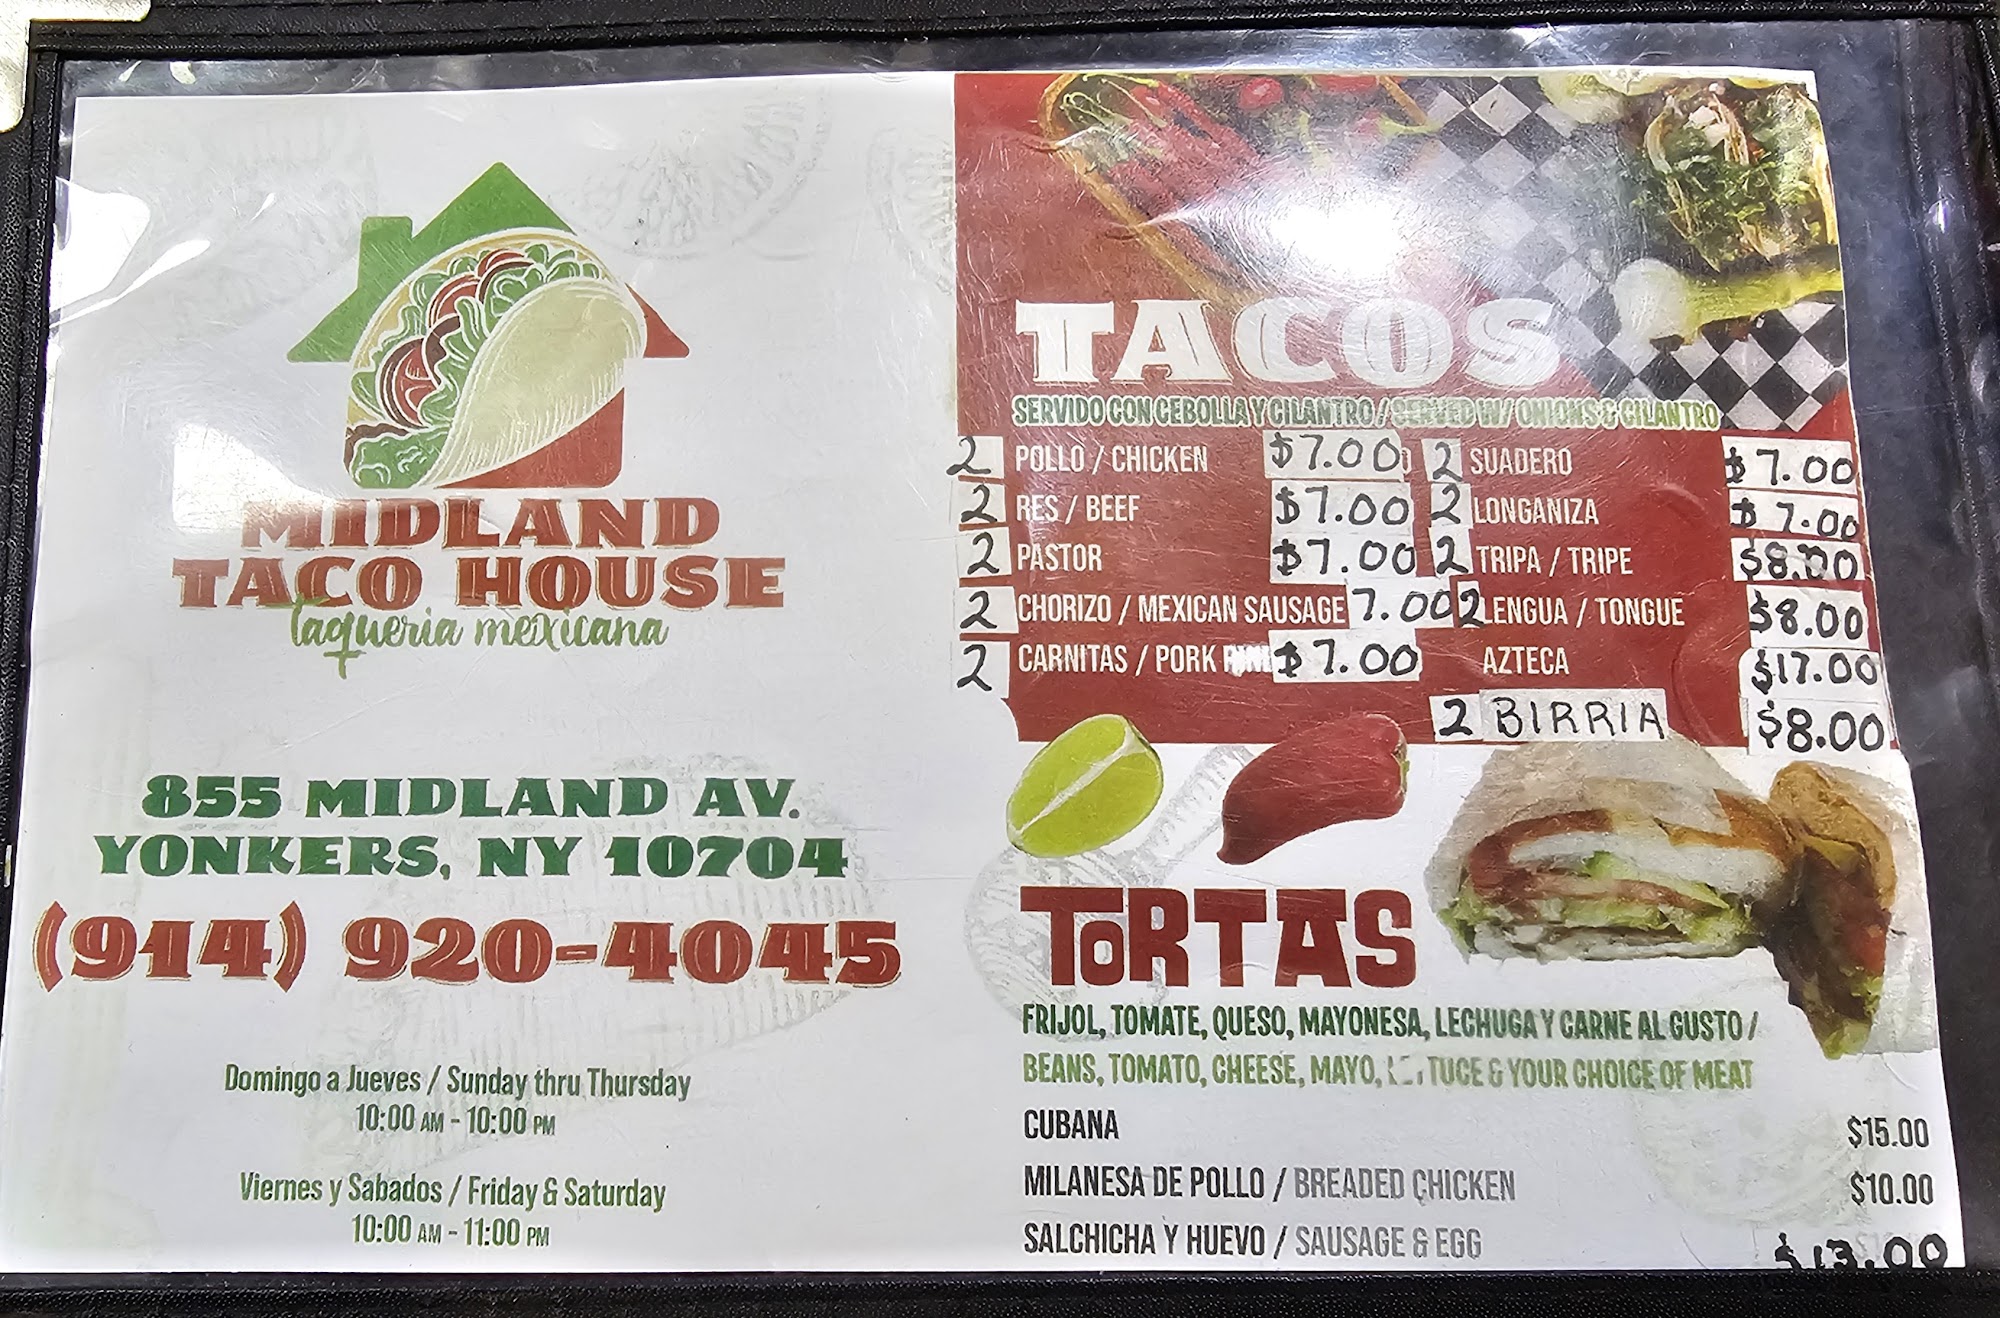 MIDLAND
TACO HOUSE
taqueria mexicana
855 MIDLAND AV.
YONKERS, NY 10704
(914) 920-4045
Domingo a Jueves / Sunday thru Thursday
10:00 AM - 10:00 PM
Viernes y Sabados / Friday & Saturday
10:00 AM - 11:00 PM
TACOS
SERVIDO CON CEBOLLA Y CILANTRO / SERVED W/ ONIONS & CILANTRO
2 POLLO / CHICKEN $7.00
2 RES / BEEF $7.00
2 PASTOR $7.00
2 CHORIZO / MEXICAN SAUSAGE 7.00
2 CARNITAS / PORK $7.00
2 SUADERO $7.00
2 LONGANIZA $7.00
2 TRIPA / TRIPE $8.00
2 LENGUA / TONGUE $8.00
AZTECA $17.00
2 BIRRIA $8.00
TORTAS
FRIJOL, TOMATE, QUESO, MAYONESA, LECHUGA Y CARNE AL GUSTO /
BEANS, TOMATO, CHEESE, MAYO, LETTUCE & YOUR CHOICE OF MEAT
CUBANA $15.00
MILANESA DE POLLO / BREADED CHICKEN $10.00
SALCHICHA Y HUEVO / SAUSAGE & EGG $13.00